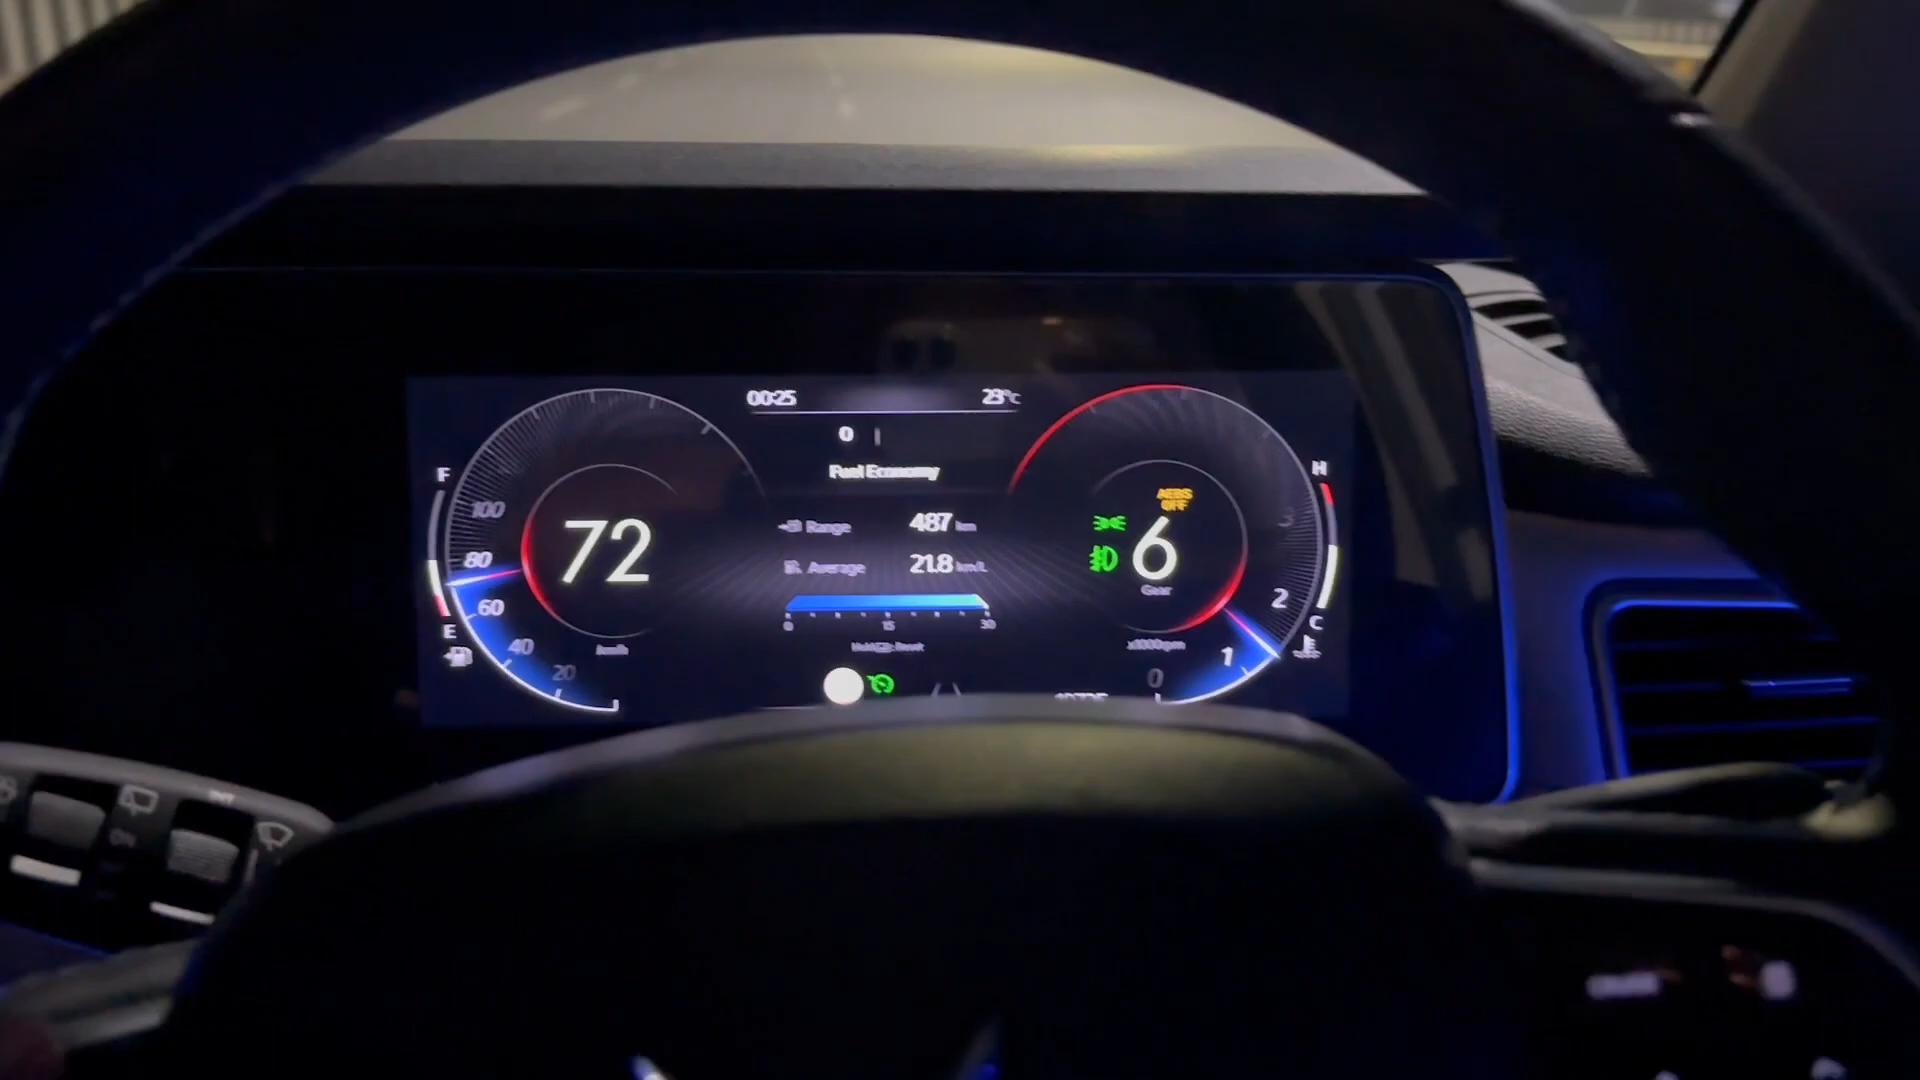 00:25 23°C
0
Fuel Economy
F
100
80
60
40
20
E
72
km/h
Range 487 km
Average 21.8 km/L
0 15 30
AEBS
OFF
6
Gear
x1000rpm
H
3
2
1
0
C